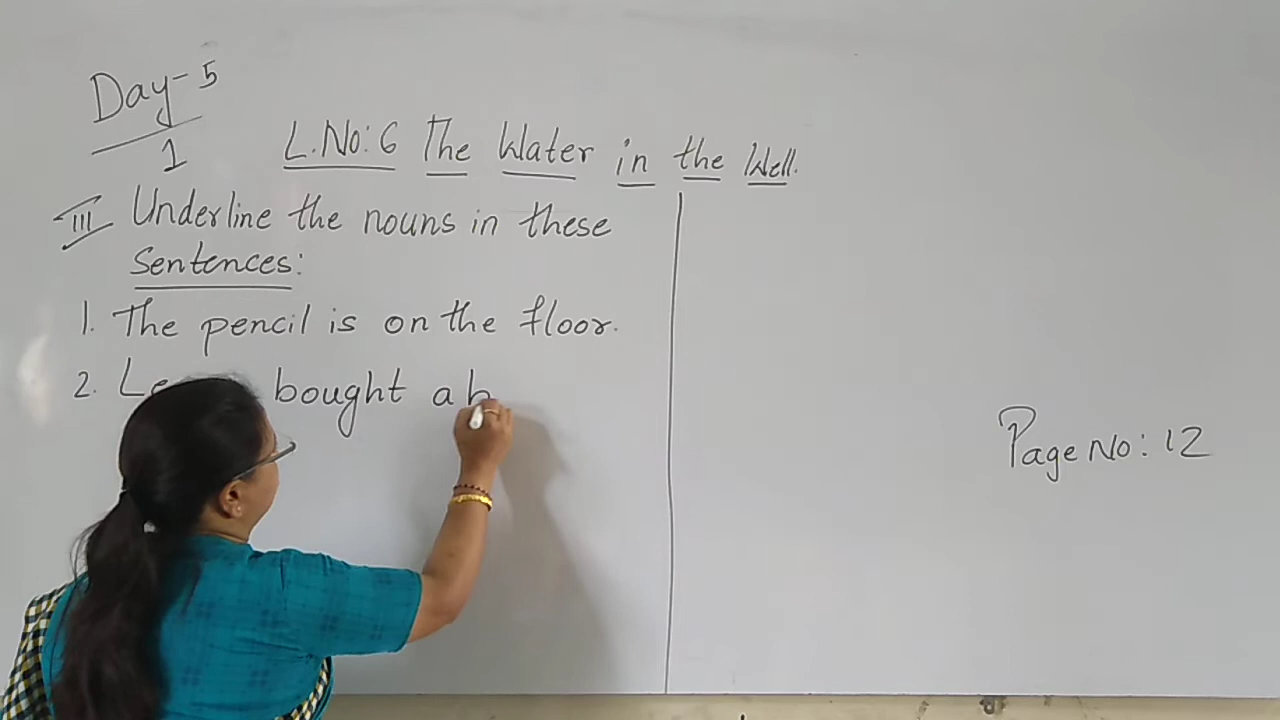 Day-5
1
L.No: 6 The Water in the Well.
III Underline the nouns in these
Sentences:
1. The pencil is on the floor.
2. bought a
Page No: 12